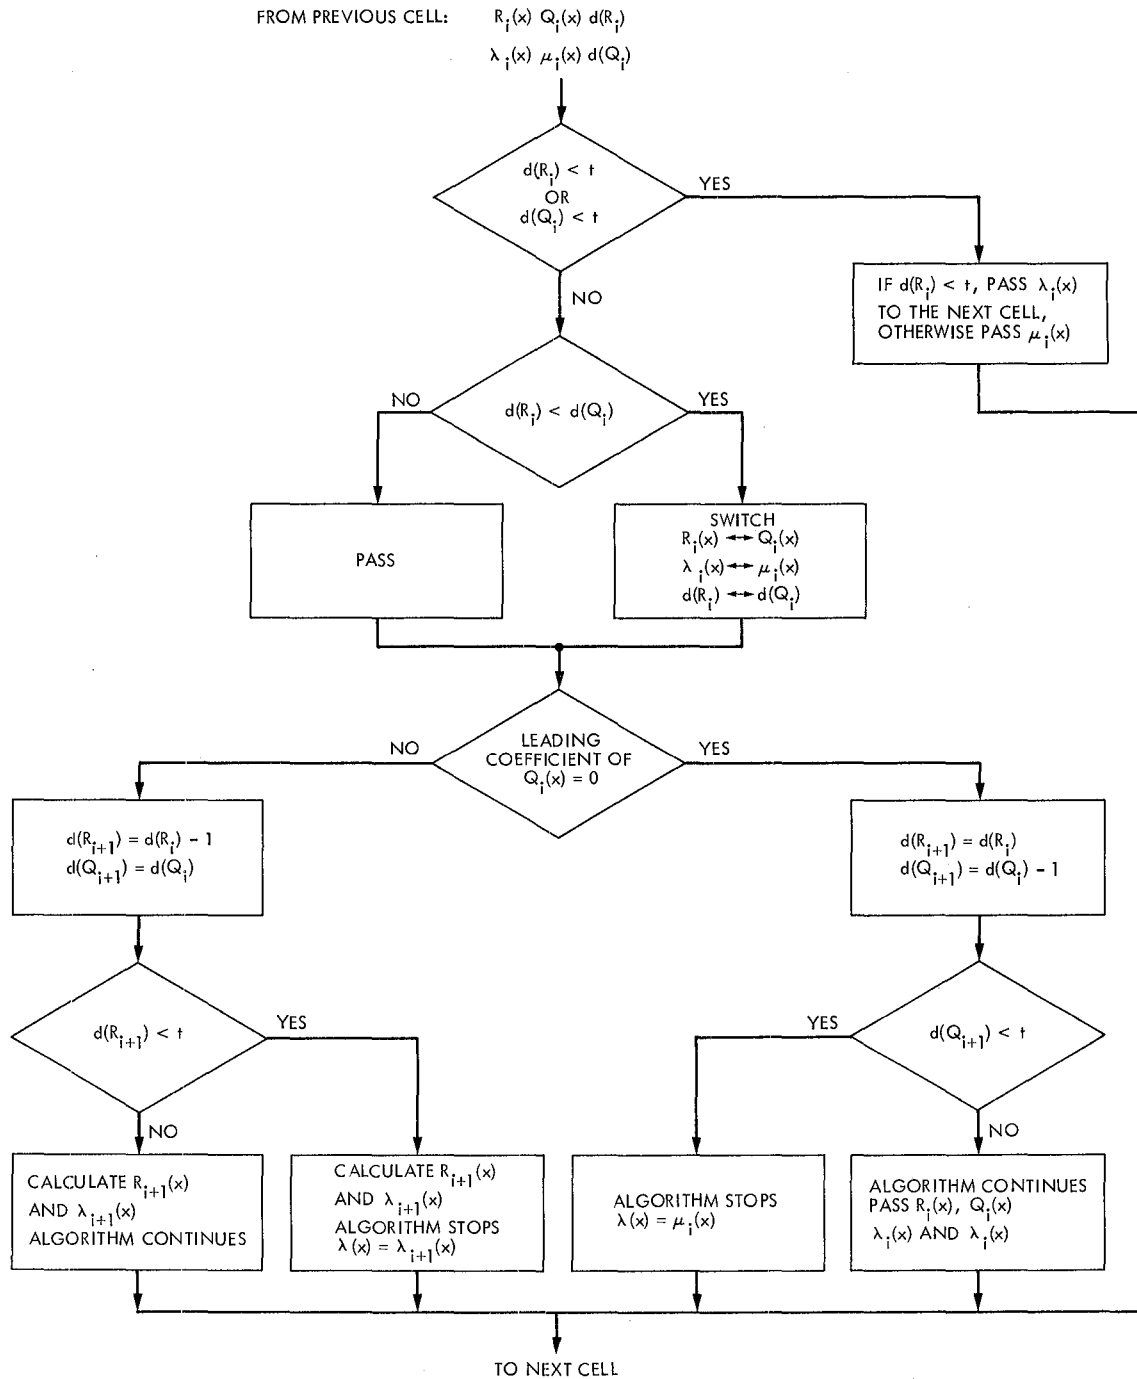 FROM PREVIOUS CELL: R_i(x) Q_i(x) d(R_i)
λ_i(x) μ_i(x) d(Q_i)
d(R_i) < t
OR
d(Q_i) < t
YES
NO
IF d(R_i) < t, PASS λ_i(x)
TO THE NEXT CELL,
OTHERWISE PASS μ_i(x)
d(R_i) < d(Q_i)
NO
YES
PASS
SWITCH
R_i(x) ↔ Q_i(x)
λ_i(x) ↔ μ_i(x)
d(R_i) ↔ d(Q_i)
LEADING
COEFFICIENT OF
Q_i(x) = 0
NO
YES
d(R_{i+1}) = d(R_i) - 1
d(Q_{i+1}) = d(Q_i)
d(R_{i+1}) = d(R_i)
d(Q_{i+1}) = d(Q_i) - 1
d(R_{i+1}) < t
YES
NO
d(Q_{i+1}) < t
YES
NO
CALCULATE R_{i+1}(x)
AND λ_{i+1}(x)
ALGORITHM CONTINUES
CALCULATE R_{i+1}(x)
AND λ_{i+1}(x)
ALGORITHM STOPS
λ(x) = λ_{i+1}(x)
ALGORITHM STOPS
λ(x) = μ_i(x)
ALGORITHM CONTINUES
PASS R_i(x), Q_i(x)
λ_i(x) AND λ_i(x)
TO NEXT CELL